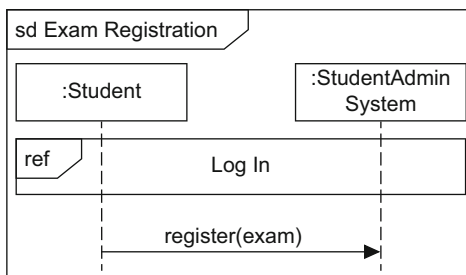 sd Exam Registration
:Student
:StudentAdmin
System
ref
Log In
register(exam)